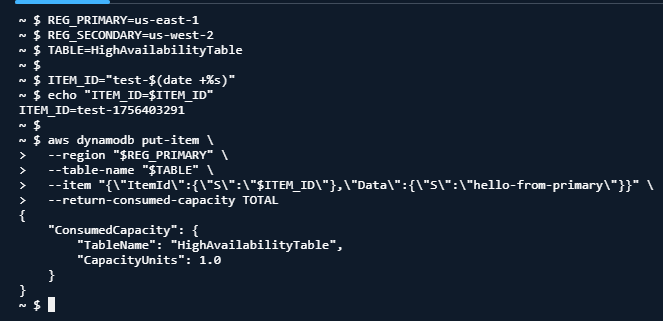 ~ $ REG_PRIMARY=us-east-1
~ $ REG_SECONDARY=us-west-2
~ $ TABLE=HighAvailabilityTable
~ $
~ $ ITEM_ID="test-$(date +%s)"
~ $ echo "ITEM_ID=$ITEM_ID"
ITEM_ID=test-1756403291
~ $
~ $ aws dynamodb put-item \
>   --region "$REG_PRIMARY" \
>   --table-name "$TABLE" \
>   --item "{\"ItemId\":{\"S\":\"$ITEM_ID\"},\"Data\":{\"S\":\"hello-from-primary\"}}" \
>   --return-consumed-capacity TOTAL
{
    "ConsumedCapacity": {
        "TableName": "HighAvailabilityTable",
        "CapacityUnits": 1.0
    }
}
~ $